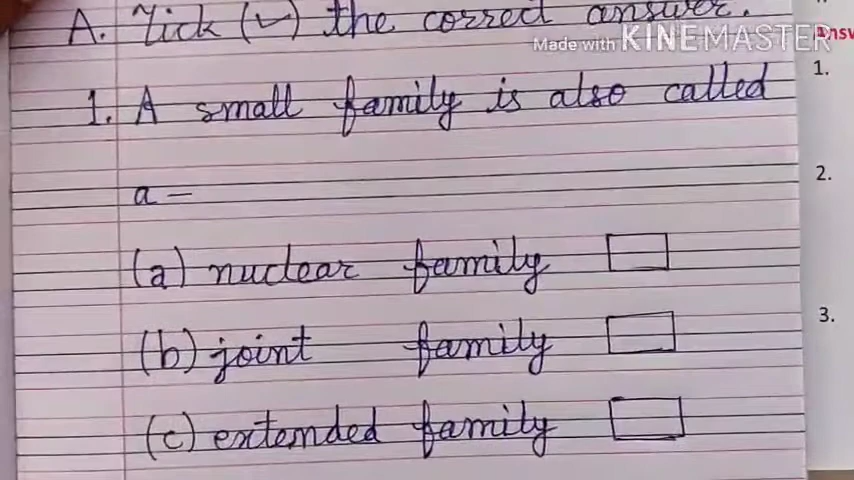 A. Tick (✓) the correct answer.
Made with KINEMASTER
Answ
1. A small family is also called
1.
a —
2.
(a) nuclear family
(b) joint family
3.
(c) extended family